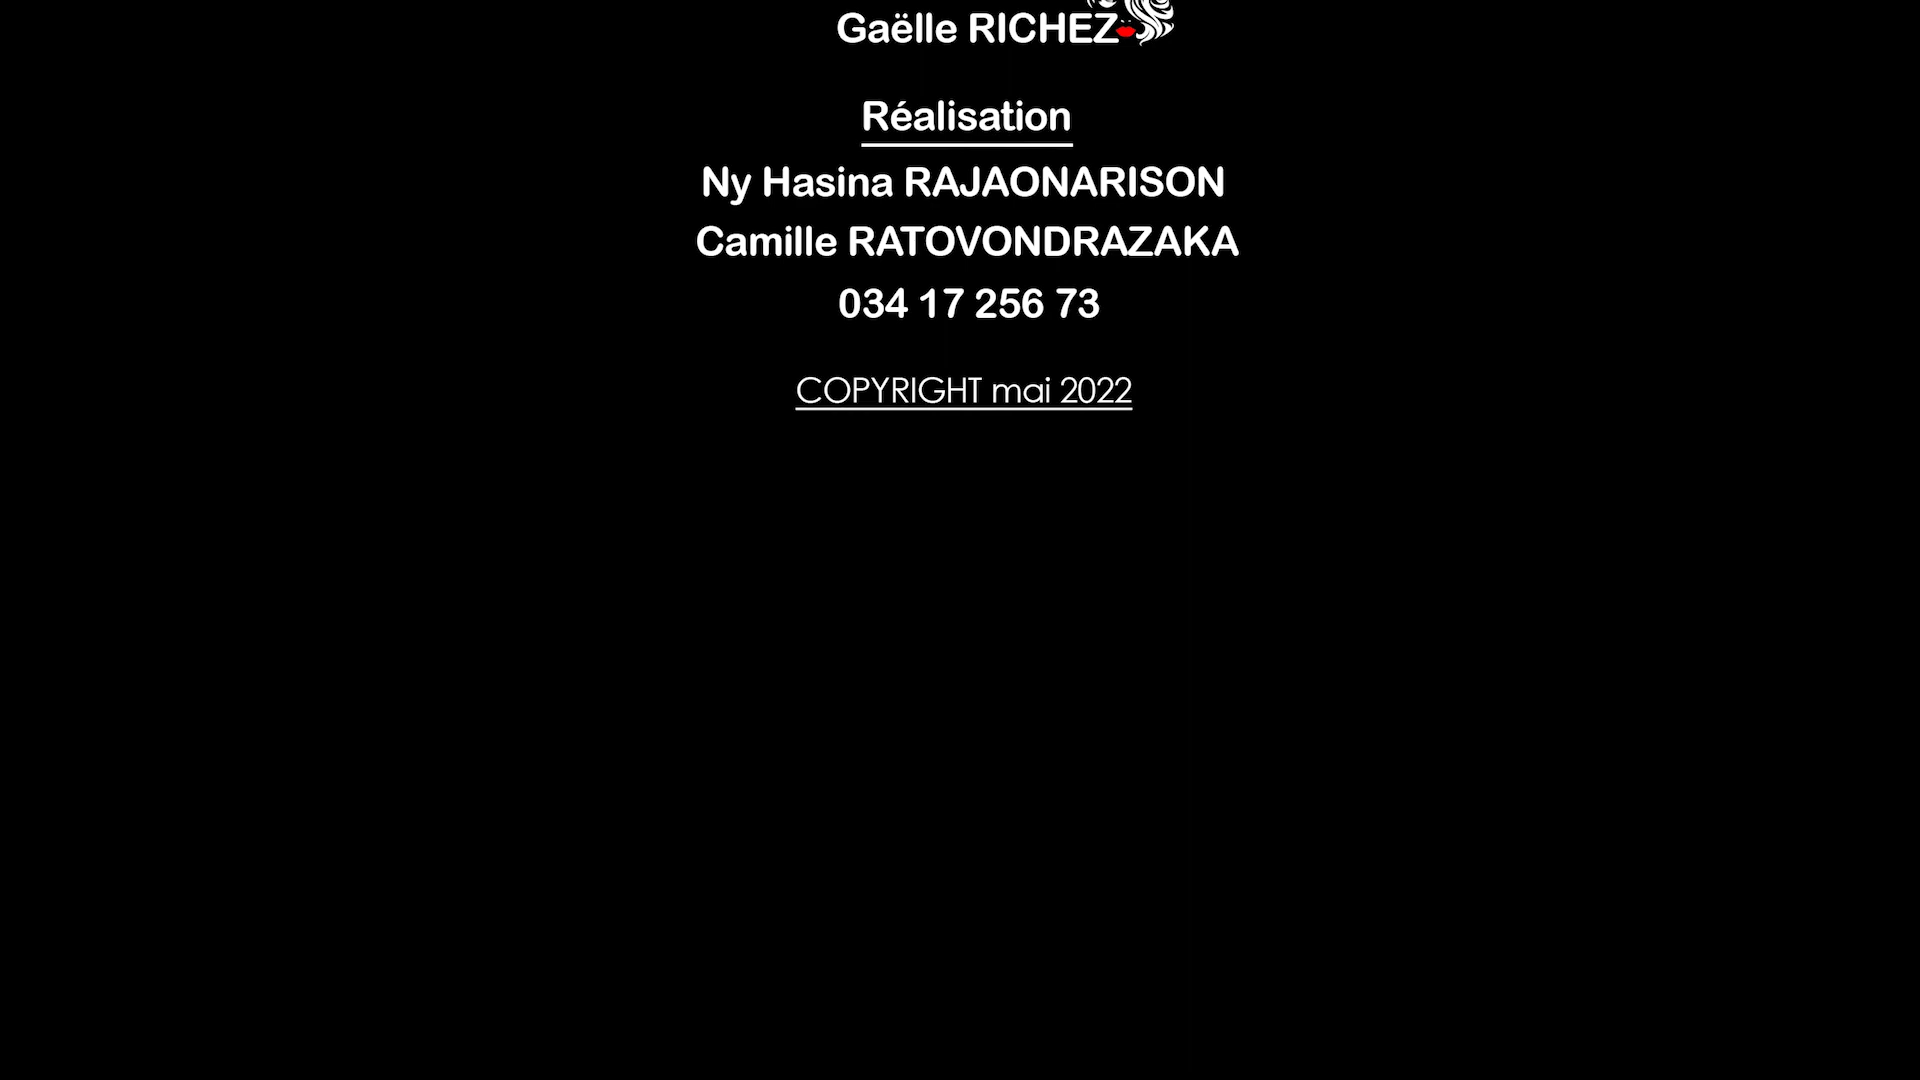 Gaëlle RICHEZ
Réalisation
Ny Hasina RAJAONARISON
Camille RATOVONDRAZAKA
034 17 256 73
COPYRIGHT mai 2022